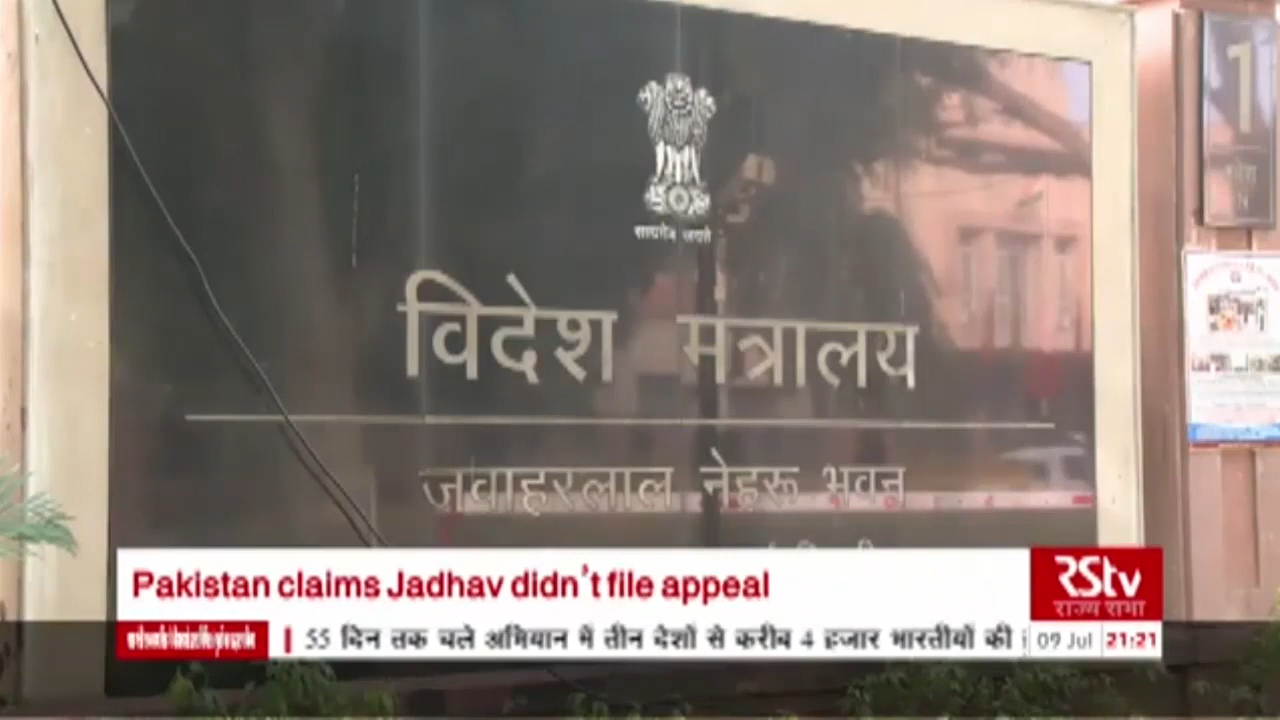 सत्यमेव जयते
विदेश मंत्रालय
जवाहरलाल नेहरू भवन
1
Pakistan claims Jadhav didn't file appeal
RStv
राज्य सभा
55 दिन तक चले अभियान में तीन देशों से करीब 4 हजार भारतीयों की
09 Jul
21:21